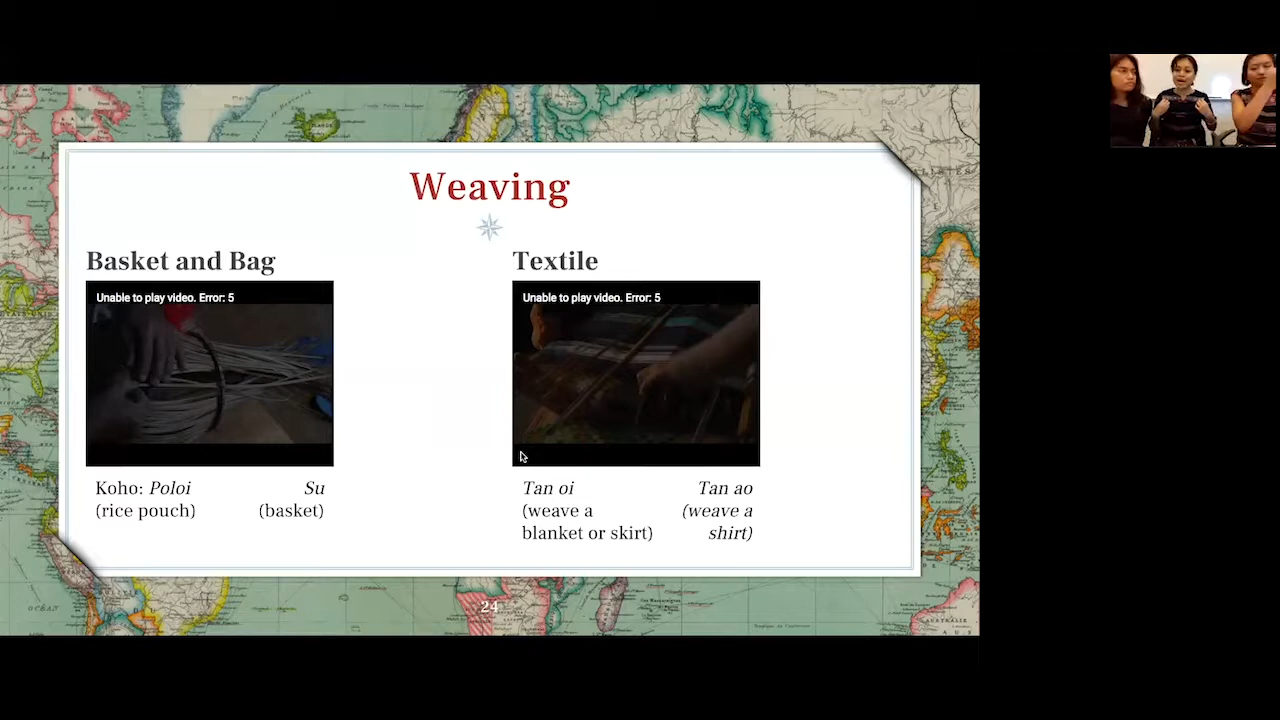 Weaving
Basket and Bag
Textile
Unable to play video. Error: 5
Unable to play video. Error: 5
Koho: Poloi
(rice pouch)
Su
(basket)
Tan oi
(weave a
blanket or skirt)
Tan ao
(weave a
shirt)
24